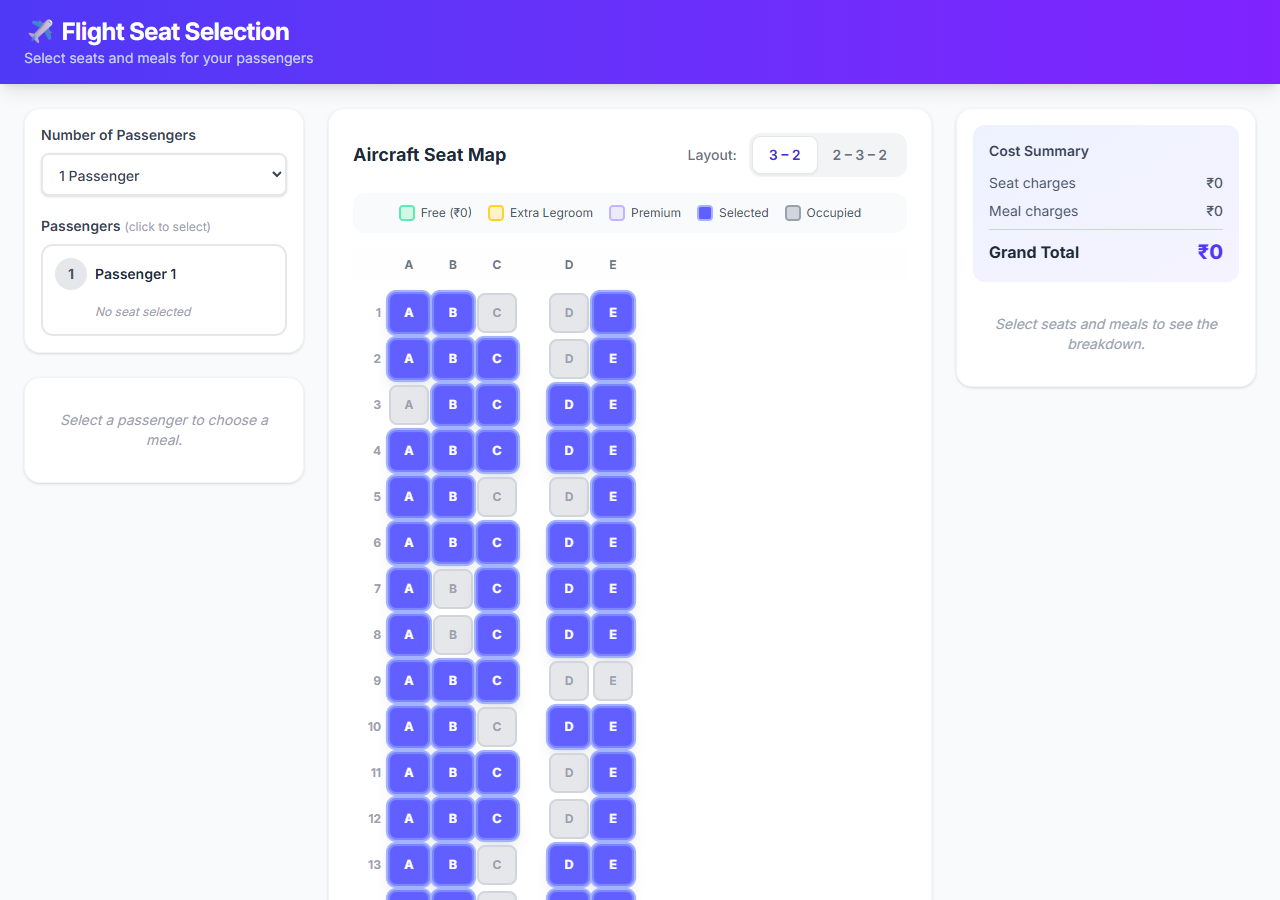 ✈️ Flight Seat Selection
Select seats and meals for your passengers
Number of Passengers
1 Passenger
Passengers (click to select)
1 Passenger 1
No seat selected
Select a passenger to choose a
meal.
Aircraft Seat Map
Layout: 3 – 2 2 – 3 – 2
Free (₹0) Extra Legroom Premium Selected Occupied
A B C D E
1 A B C D E
2 A B C D E
3 A B C D E
4 A B C D E
5 A B C D E
6 A B C D E
7 A B C D E
8 A B C D E
9 A B C D E
10 A B C D E
11 A B C D E
12 A B C D E
13 A B C D E
Cost Summary
Seat charges ₹0
Meal charges ₹0
Grand Total ₹0
Select seats and meals to see the
breakdown.